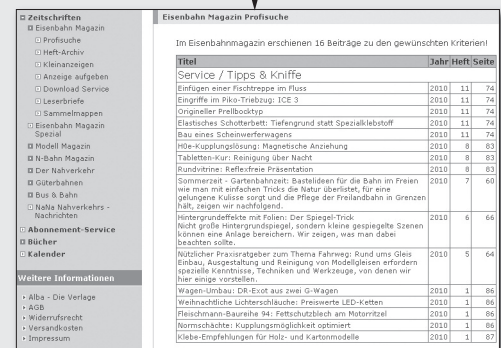 Zeitschriften
Eisenbahn Magazin
Profisuche
Heft-Archiv
Kleinanzeigen
Anzeige aufgeben
Download Service
Leserbriefe
Sammelmappen
Eisenbahn Magazin
Spezial
Modell Magazin
N-Bahn Magazin
Der Nahverkehr
Güterbahnen
Bus & Bahn
NaNa Nahverkehrs -
Nachrichten
Abonnement-Service
Bücher
Kalender
Weitere Informationen
Alba - Die Verlage
AGB
Widerrufsrecht
Versandkosten
Impressum
Eisenbahn Magazin Profisuche
Im Eisenbahnmagazin erschienen 16 Beiträge zu den gewünschten Kriterien!
Titel Jahr Heft Seite
Service / Tipps & Kniffe
Einfügen einer Fischtreppe im Fluss 2010 11 74
Eingriffe im Piko-Triebzug: ICE 3 2010 11 74
Origineller Prellbocktyp 2010 11 74
Elastisches Schotterbett: Tiefengrund statt Spezialklebstoff 2010 11 74
Bau eines Scheinwerferwagens 2010 11 74
H0e-Kupplungslösung: Magnetische Anziehung 2010 8 83
Tabletten-Kur: Reinigung über Nacht 2010 8 83
Rundvitrine: Reflexfreie Präsentation 2010 8 83
Sommerzeit - Gartenbahnzeit: Bastelideen für die Bahn im Freien 2010 7 60
wie man mit einfachen Tricks die Natur überlistet, für eine
gelungene Kulisse sorgt und die Pflege der Freilandbahn in Grenzen
hält, zeigen wir nachfolgend.
Hintergrundeffekte mit Folien: Der Spiegel-Trick 2010 6 66
Nicht große Hintergrundspiegel, sondern kleine gespiegelte Szenen
können eine Anlage bereichern. Wir zeigen, was man dabei
beachten sollte.
Nützlicher Praxisratgeber zum Thema Fahrweg: Rund ums Gleis 2010 5 64
Einbau, Ausgestaltung und Reinigung von Modellgleisen erfordern
spezielle Kenntnisse, Techniken und Werkzeuge, von denen wir
hier einige vorstellen.
Wagen-Umbau: DR-Exot aus zwei G-Wagen 2010 1 86
Weihnachtliche Lichterschläuche: Preiswerte LED-Ketten 2010 1 86
Fleischmann-Baureihe 94: Fettschutzblech am Motorritzel 2010 1 86
Normschächte: Kupplungsmöglichkeit optimiert 2010 1 86
Klebe-Empfehlungen für Holz- und Kartonmodelle 2010 1 87